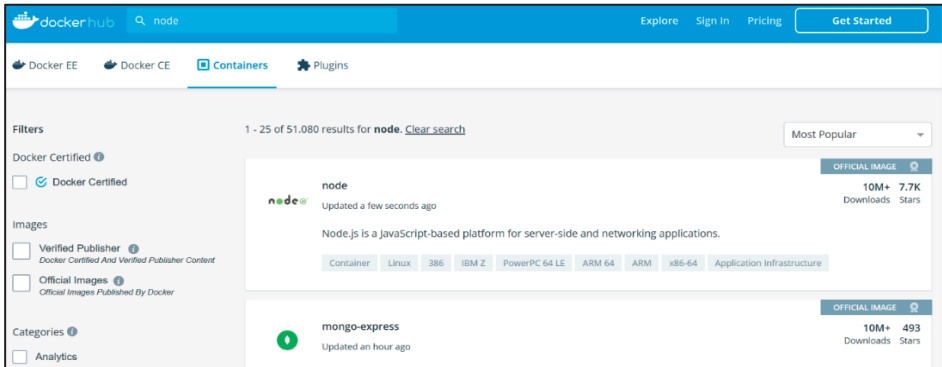 dockerhub node Explore Sign In Pricing Get Started
Docker EE Docker CE Containers Plugins
Filters
Docker Certified
Docker Certified
Images
Verified Publisher
Docker Certified And Verified Publisher Content
Official Images
Official Images Published By Docker
Categories
Analytics
1 - 25 of 51.080 results for node. Clear search
Most Popular
OFFICIAL IMAGE
node
node
Updated a few seconds ago
10M+ 7.7K
Downloads Stars
Node.js is a JavaScript-based platform for server-side and networking applications.
Container Linux 386 IBM Z PowerPC 64 LE ARM 64 ARM x86-64 Application Infrastructure
OFFICIAL IMAGE
mongo-express
Updated an hour ago
10M+ 493
Downloads Stars